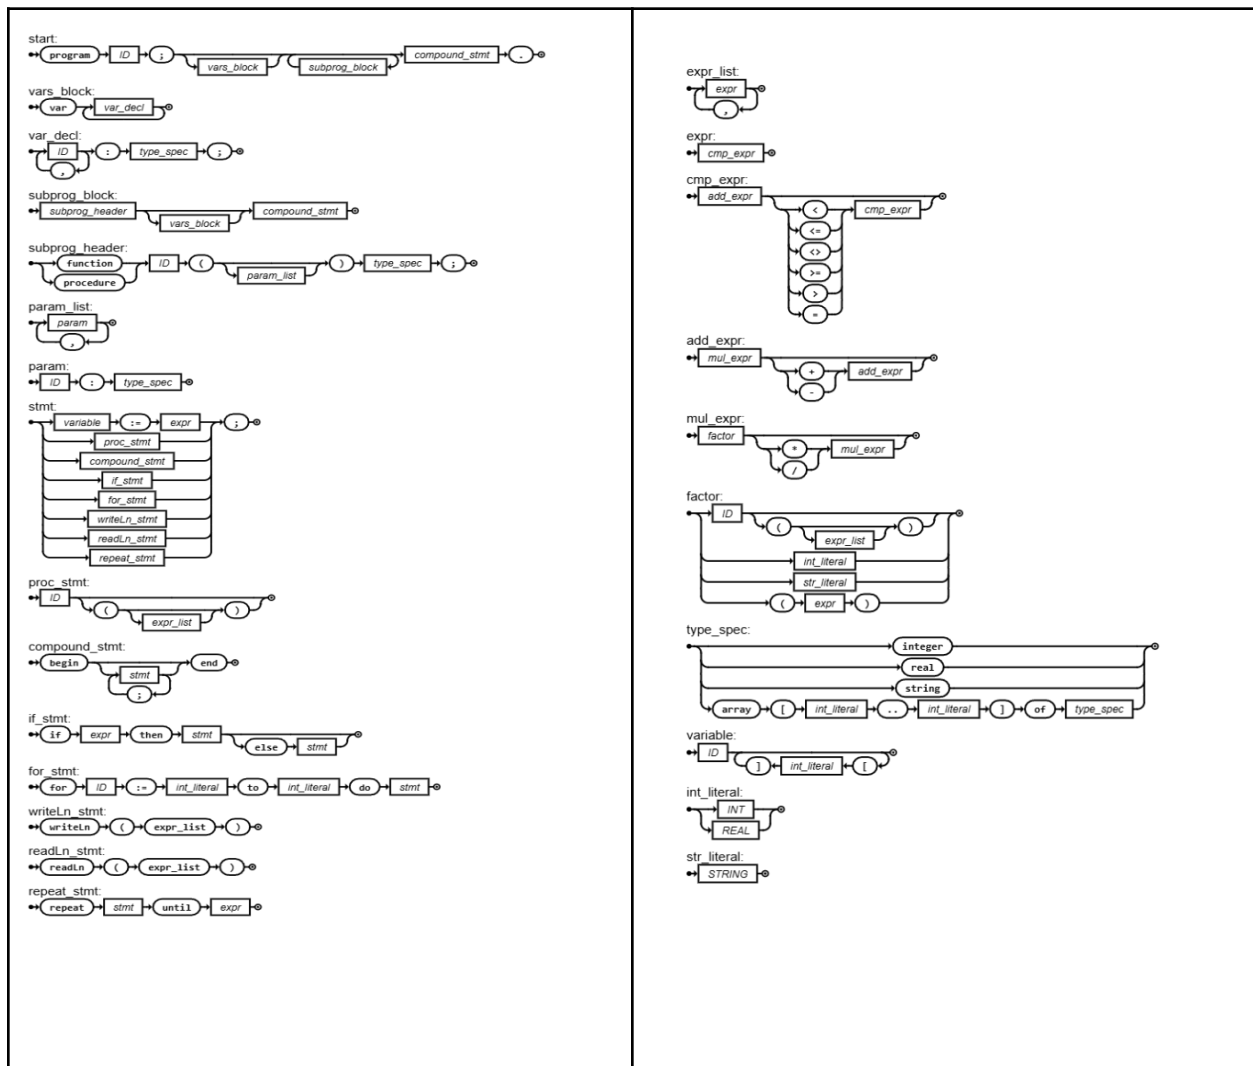 start:
program ID ; vars_block subprog_block compound_stmt .
vars_block:
var var_decl
var_decl:
ID , : type_spec ;
subprog_block:
subprog_header vars_block compound_stmt
subprog_header:
function ID ( param_list ) type_spec ;
procedure
param_list:
param
,
param:
ID : type_spec
stmt:
variable := expr ;
proc_stmt
compound_stmt
if_stmt
for_stmt
writeLn_stmt
readLn_stmt
repeat_stmt
proc_stmt:
ID ( expr_list )
compound_stmt:
begin stmt end
;
if_stmt:
if expr then stmt else stmt
for_stmt:
for ID := int_literal to int_literal do stmt
writeLn_stmt:
writeLn ( expr_list )
readLn_stmt:
readLn ( expr_list )
repeat_stmt:
repeat stmt until expr
expr_list:
expr
,
expr:
cmp_expr
cmp_expr:
add_expr
< cmp_expr
<=
<>
>=
>
=
add_expr:
mul_expr
+ add_expr
-
mul_expr:
factor
* mul_expr
/
factor:
ID ( expr_list )
int_literal
str_literal
( expr )
type_spec:
integer
real
string
array [ int_literal .. int_literal ] of type_spec
variable:
ID
] int_literal [
int_literal:
INT
REAL
str_literal:
STRING